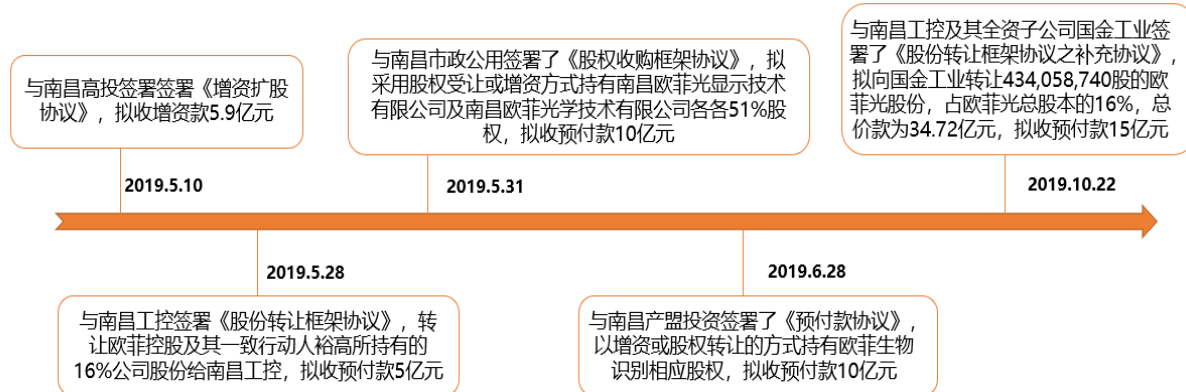 与南昌高投签署签署《增资扩股
协议》，拟收增资款5.9亿元
2019.5.10
与南昌工控签署《股份转让框架协议》，转
让欧菲控股及其一致行动人裕高所持有的
16%公司股份给南昌工控，拟收预付款5亿元
2019.5.28
与南昌市政公用签署了《股权收购框架协议》，拟
采用股权受让或增资方式持有南昌欧菲光显示技术
有限公司及南昌欧菲光学技术有限公司各各51%股
权，拟收预付款10亿元
2019.5.31
与南昌产盟投资签署了《预付款协议》，
以增资或股权转让的方式持有欧菲生物
识别相应股权，拟收预付款10亿元
2019.6.28
与南昌工控及其全资子公司国金工业签
署了《股份转让框架协议之补充协议》，
拟向国金工业转让434,058,740股的欧
菲光股份，占欧菲光总股本的16%，总
价款为34.72亿元，拟收预付款15亿元
2019.10.22